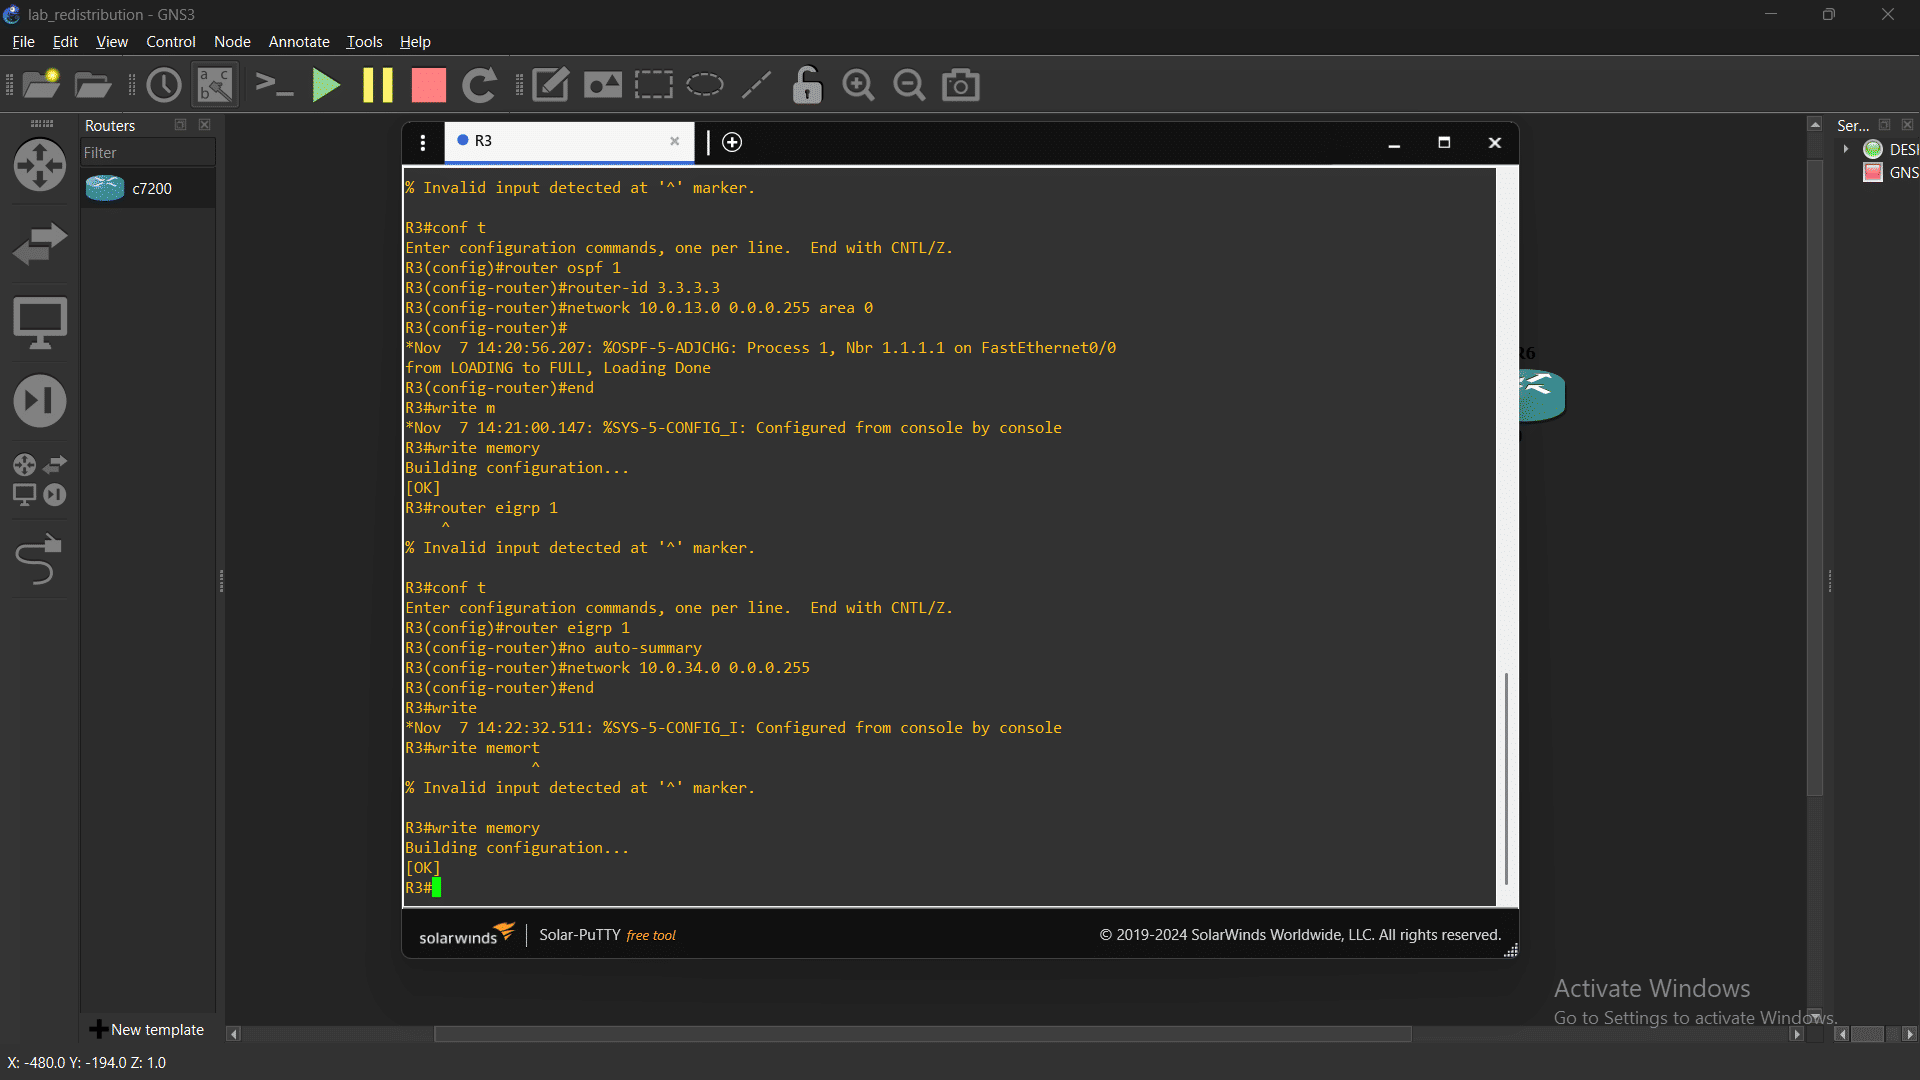 lab_redistribution - GNS3
File Edit View Control Node Annotate Tools Help
Routers
Filter
c7200
New template
X: -480.0 Y: -194.0 Z: 1.0
R3
% Invalid input detected at '^' marker.
R3#conf t
Enter configuration commands, one per line.  End with CNTL/Z.
R3(config)#router ospf 1
R3(config-router)#router-id 3.3.3.3
R3(config-router)#network 10.0.13.0 0.0.0.255 area 0
R3(config-router)#
*Nov  7 14:20:56.207: %OSPF-5-ADJCHG: Process 1, Nbr 1.1.1.1 on FastEthernet0/0
from LOADING to FULL, Loading Done
R3(config-router)#end
R3#write m
*Nov  7 14:21:00.147: %SYS-5-CONFIG_I: Configured from console by console
R3#write memory
Building configuration...
[OK]
R3#router eigrp 1
^
% Invalid input detected at '^' marker.
R3#conf t
Enter configuration commands, one per line.  End with CNTL/Z.
R3(config)#router eigrp 1
R3(config-router)#no auto-summary
R3(config-router)#network 10.0.34.0 0.0.0.255
R3(config-router)#end
R3#write
*Nov  7 14:22:32.511: %SYS-5-CONFIG_I: Configured from console by console
R3#write memort
^
% Invalid input detected at '^' marker.
R3#write memory
Building configuration...
[OK]
R3#
solarwinds
Solar-PuTTY free tool
© 2019-2024 SolarWinds Worldwide, LLC. All rights reserved.
R6
Ser...
DESI
GNS
Activate Windows
Go to Settings to activate Windows.